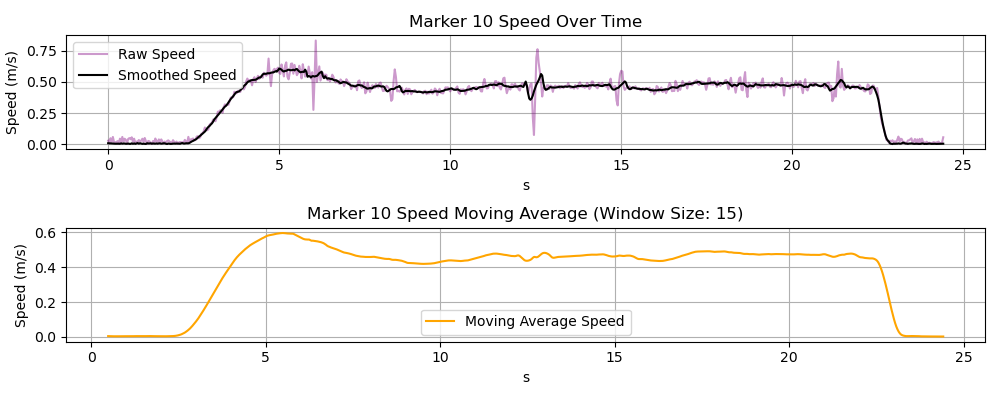 Marker 10 Speed Over Time
Speed (m/s)
0.75
0.50
0.25
0.00
Raw Speed
Smoothed Speed
0 5 10 15 20 25
s
Marker 10 Speed Moving Average (Window Size: 15)
Speed (m/s)
0.6
0.4
0.2
0.0
Moving Average Speed
0 5 10 15 20 25
s